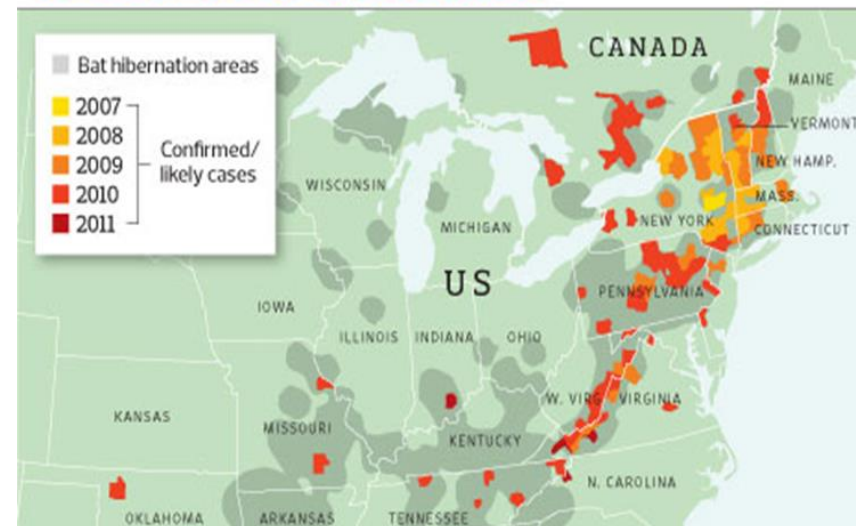 Bat hibernation areas
2007
2008
2009
2010
2011
Confirmed/
likely cases
CANADA
MAINE
VERMONT
NEW HAMP.
MASS.
CONNECTICUT
NEW YORK
WISCONSIN
MICHIGAN
US
PENNSYLVANIA
IOWA
ILLINOIS
INDIANA
OHIO
W. VIRG
VIRGINIA
KANSAS
MISSOURI
KENTUCKY
N. CAROLINA
OKLAHOMA
ARKANSAS
TENNESSEE